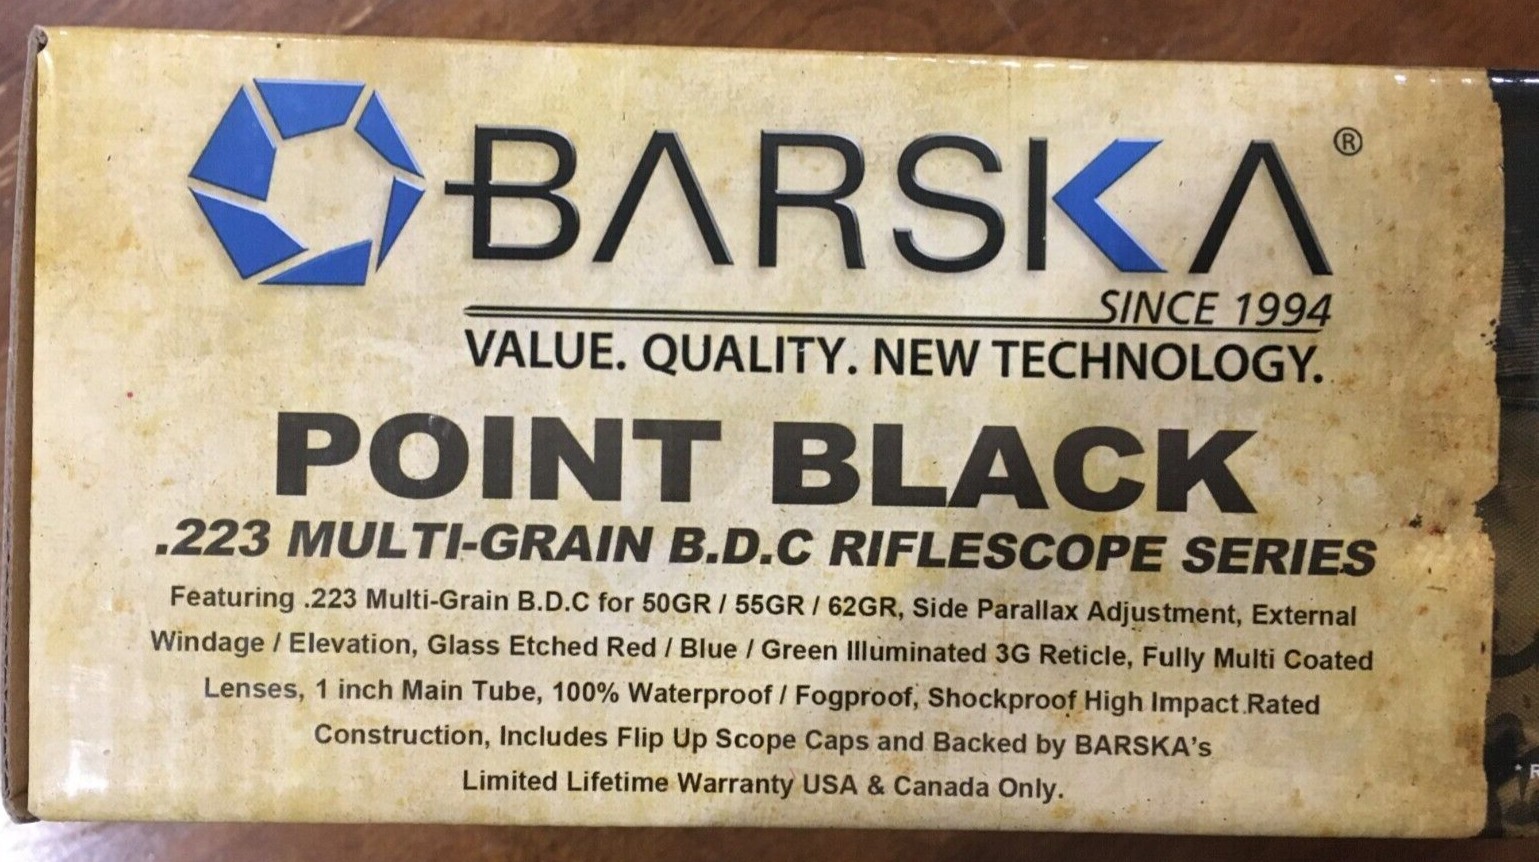 BARSKA®
SINCE 1994
VALUE. QUALITY. NEW TECHNOLOGY.
POINT BLACK
.223 MULTI-GRAIN B.D.C RIFLESCOPE SERIES
Featuring .223 Multi-Grain B.D.C for 50GR / 55GR / 62GR, Side Parallax Adjustment, External
Windage / Elevation, Glass Etched Red / Blue / Green Illuminated 3G Reticle, Fully Multi Coated
Lenses, 1 inch Main Tube, 100% Waterproof / Fogproof, Shockproof High Impact Rated
Construction, Includes Flip Up Scope Caps and Backed by BARSKA's
Limited Lifetime Warranty USA & Canada Only.